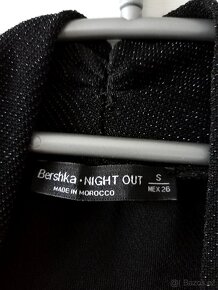 Bershka • NIGHT OUT
MADE IN MOROCCO
S
MEX 26